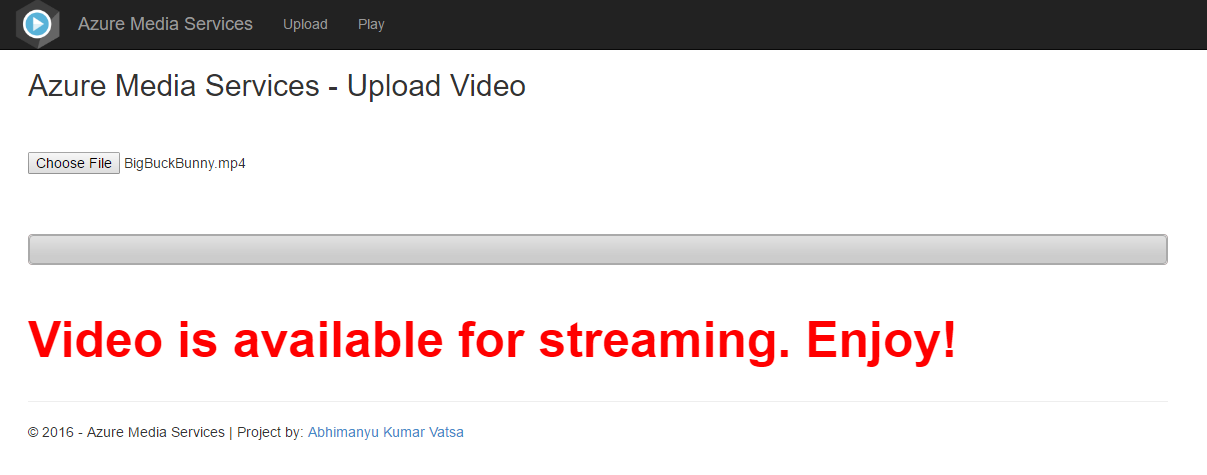 Azure Media Services Upload Play
Azure Media Services - Upload Video
Choose File BigBuckBunny.mp4
Video is available for streaming. Enjoy!
© 2016 - Azure Media Services | Project by: Abhimanyu Kumar Vatsa